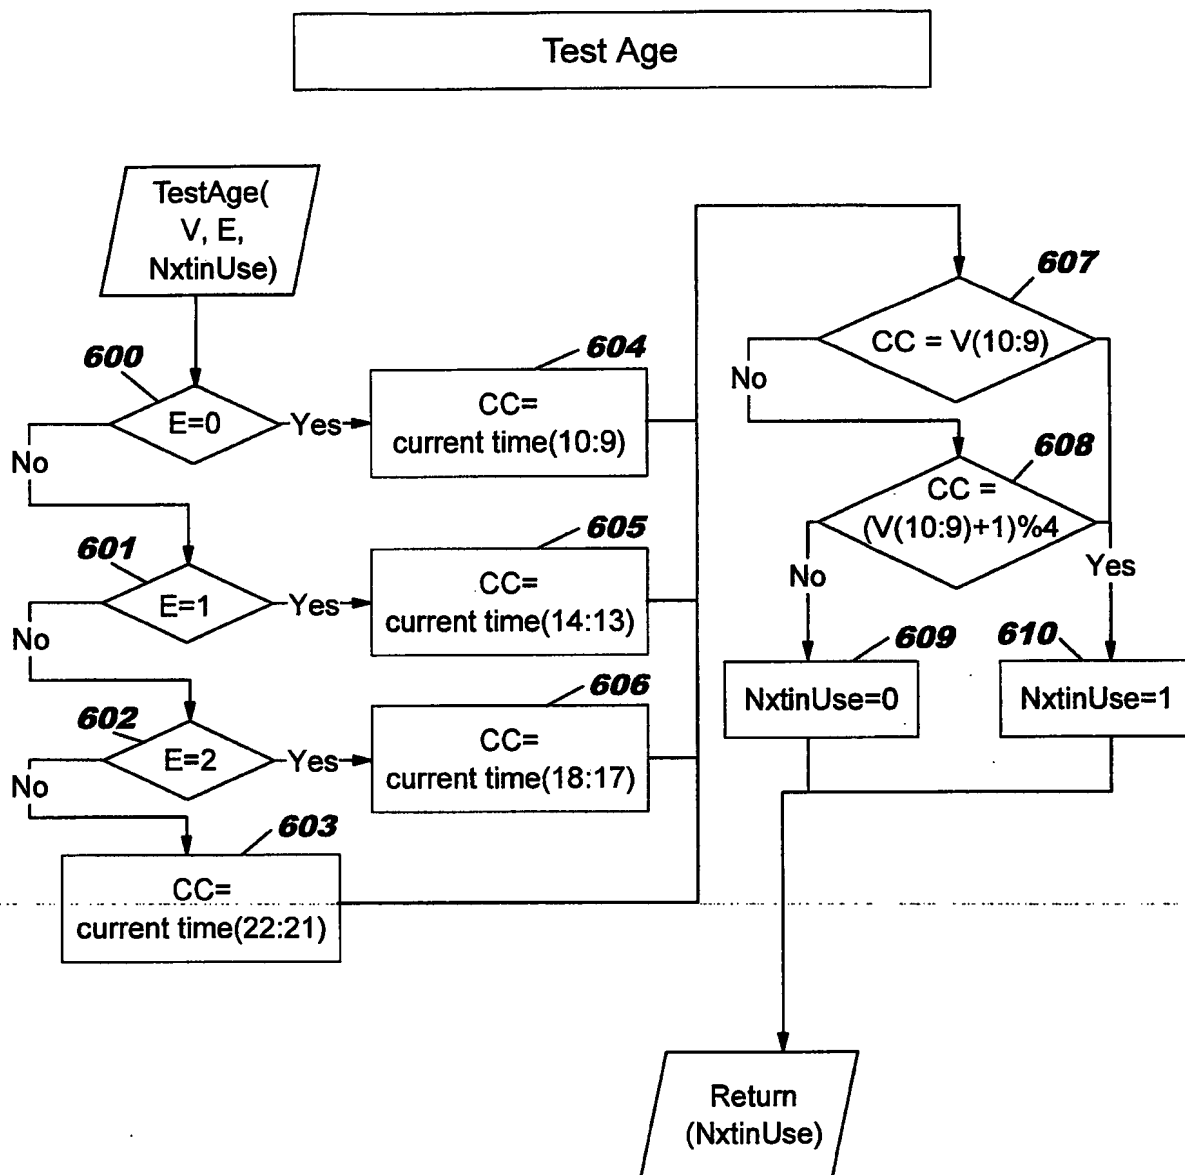 Test Age
TestAge(
V, E,
NxtinUse)
600
E=0
Yes
No
604
CC=
current time(10:9)
601
E=1
Yes
No
605
CC=
current time(14:13)
602
E=2
Yes
No
606
CC=
current time(18:17)
603
CC=
current time(22:21)
607
CC = V(10:9)
No
608
CC =
(V(10:9)+1)%4
No
Yes
609
NxtinUse=0
610
NxtinUse=1
Return
(NxtinUse)